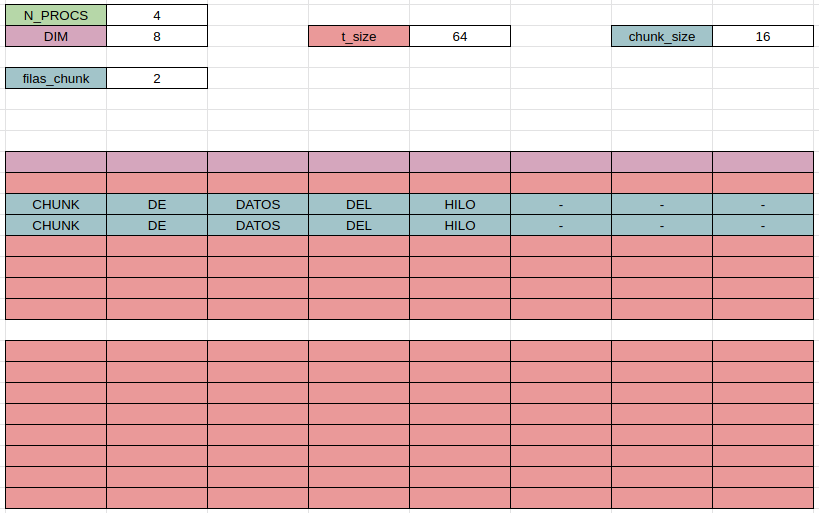 N_PROCS 4
DIM 8 t_size 64 chunk_size 16
filas_chunk 2
CHUNK DE DATOS DEL HILO - - -
CHUNK DE DATOS DEL HILO - - -